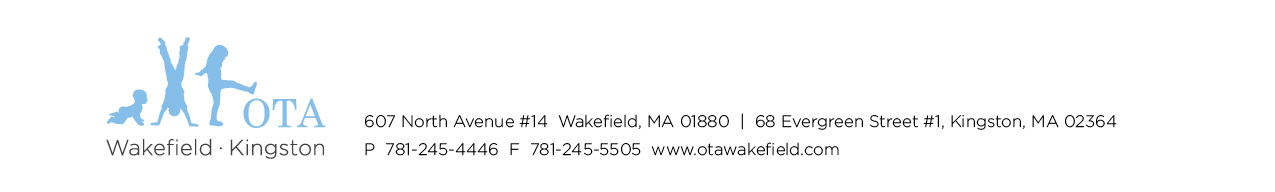 OTA
Wakefield · Kingston
607 North Avenue #14 Wakefield, MA 01880 | 68 Evergreen Street #1, Kingston, MA 02364
P 781-245-4446 F 781-245-5505 www.otawakefield.com